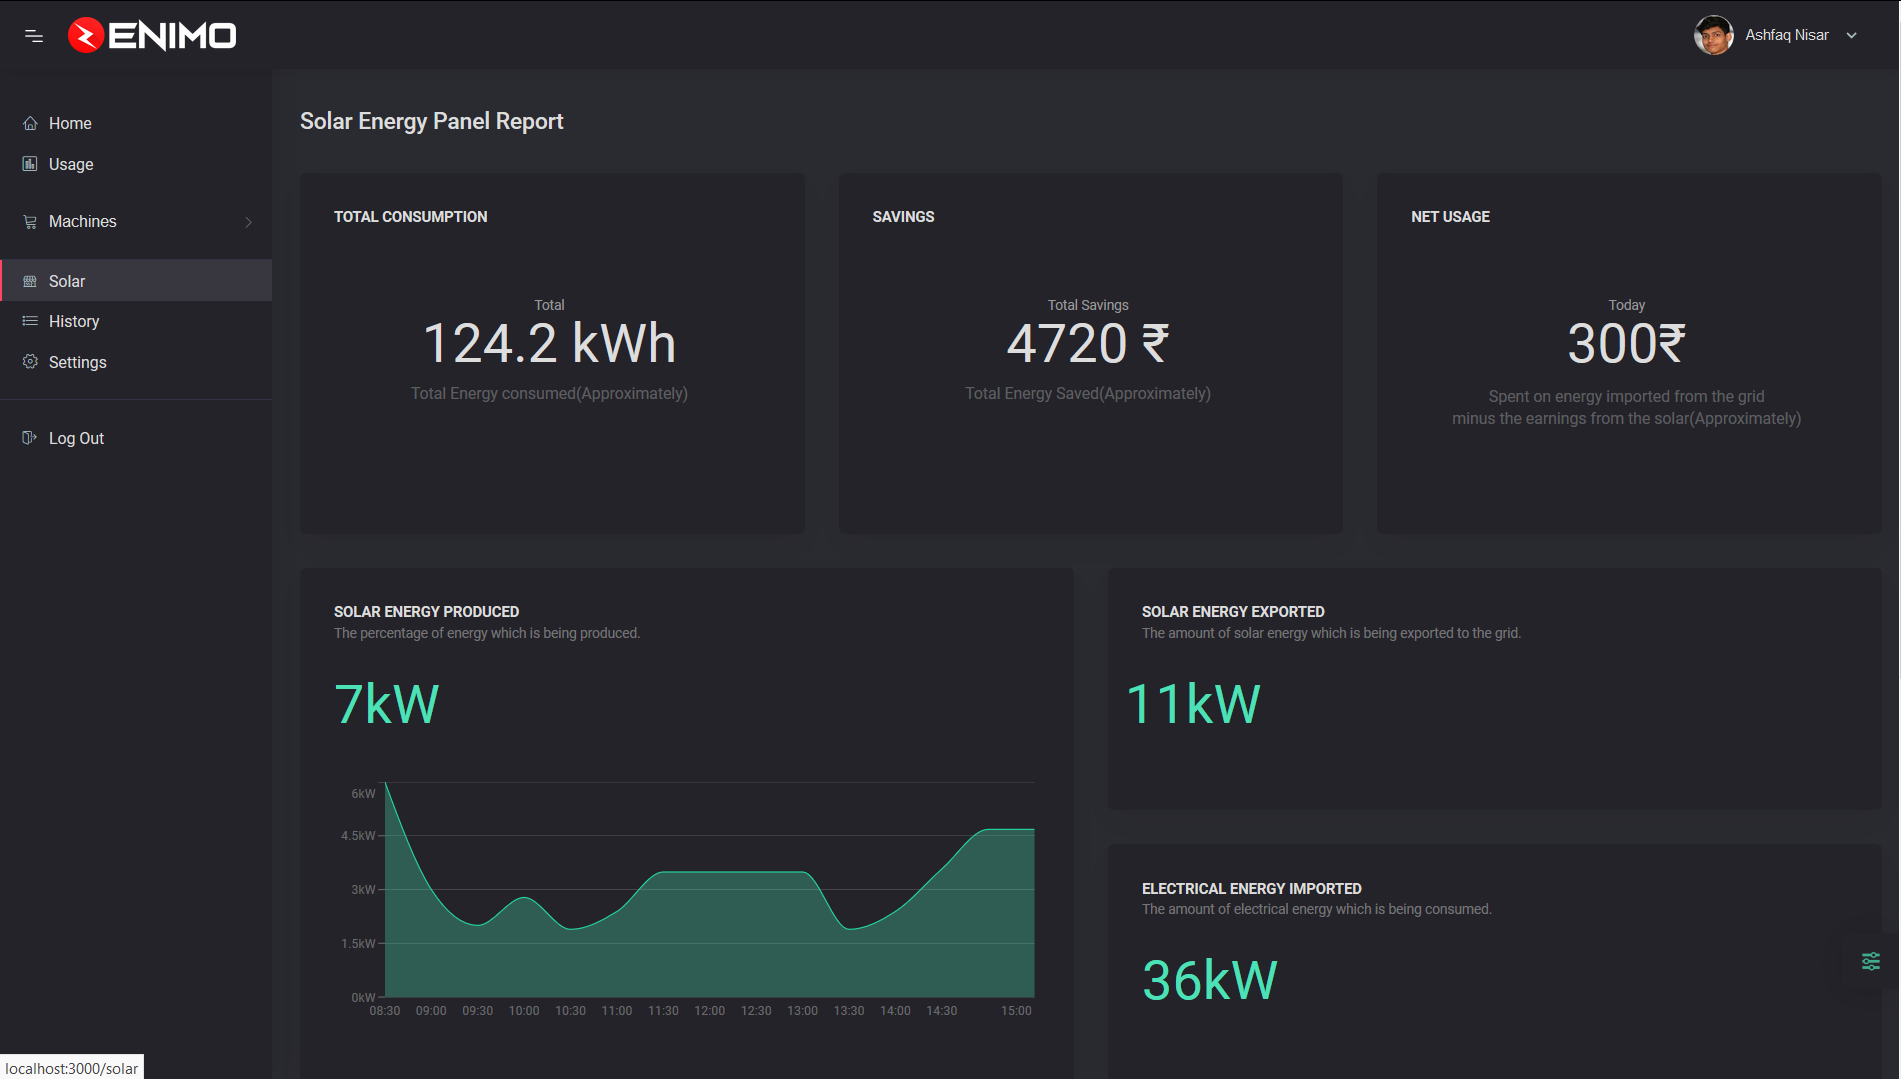 ENIMO
Ashfaq Nisar
Home
Usage
Machines
Solar
History
Settings
Log Out
Solar Energy Panel Report
TOTAL CONSUMPTION
Total
124.2 kWh
Total Energy consumed(Approximately)
SAVINGS
Total Savings
4720 ₹
Total Energy Saved(Approximately)
NET USAGE
Today
300₹
Spent on energy imported from the grid
minus the earnings from the solar(Approximately)
SOLAR ENERGY PRODUCED
The percentage of energy which is being produced.
7kW
6kW
4.5kW
3kW
1.5kW
0kW
08:30 09:00 09:30 10:00 10:30 11:00 11:30 12:00 12:30 13:00 13:30 14:00 14:30 15:00
SOLAR ENERGY EXPORTED
The amount of solar energy which is being exported to the grid.
11kW
ELECTRICAL ENERGY IMPORTED
The amount of electrical energy which is being consumed.
36kW
localhost:3000/solar